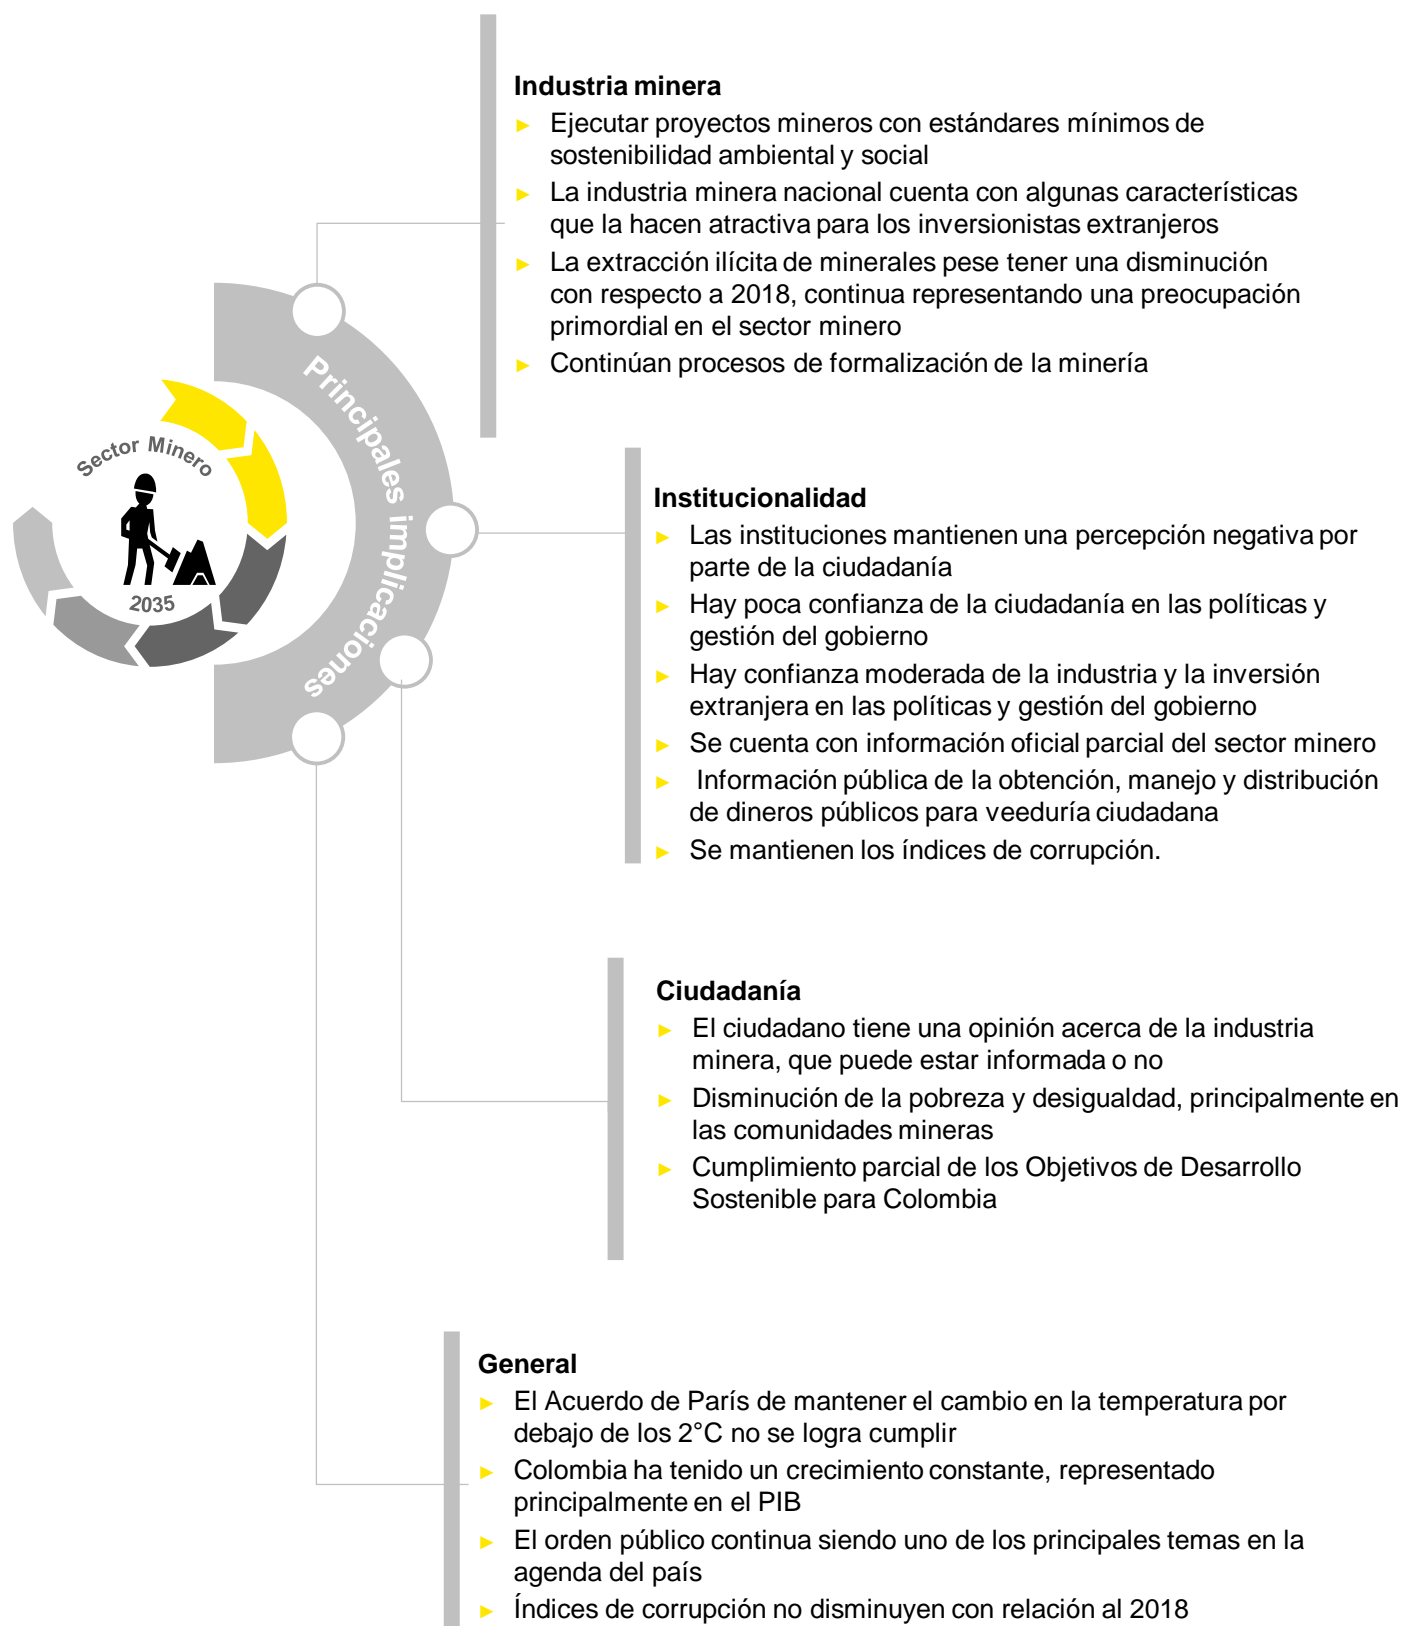 Industria minera
► Ejecutar proyectos mineros con estándares mínimos de
sostenibilidad ambiental y social
► La industria minera nacional cuenta con algunas características
que la hacen atractiva para los inversionistas extranjeros
► La extracción ilícita de minerales pese tener una disminución
con respecto a 2018, continua representando una preocupación
primordial en el sector minero
► Continúan procesos de formalización de la minería
Principales implicaciones
Sector Minero
2035
Institucionalidad
► Las instituciones mantienen una percepción negativa por
parte de la ciudadanía
► Hay poca confianza de la ciudadanía en las políticas y
gestión del gobierno
► Hay confianza moderada de la industria y la inversión
extranjera en las políticas y gestión del gobierno
► Se cuenta con información oficial parcial del sector minero
► Información pública de la obtención, manejo y distribución
de dineros públicos para veeduría ciudadana
► Se mantienen los índices de corrupción.
Ciudadanía
► El ciudadano tiene una opinión acerca de la industria
minera, que puede estar informada o no
► Disminución de la pobreza y desigualdad, principalmente en
las comunidades mineras
► Cumplimiento parcial de los Objetivos de Desarrollo
Sostenible para Colombia
General
► El Acuerdo de París de mantener el cambio en la temperatura por
debajo de los 2°C no se logra cumplir
► Colombia ha tenido un crecimiento constante, representado
principalmente en el PIB
► El orden público continua siendo uno de los principales temas en la
agenda del país
► Índices de corrupción no disminuyen con relación al 2018